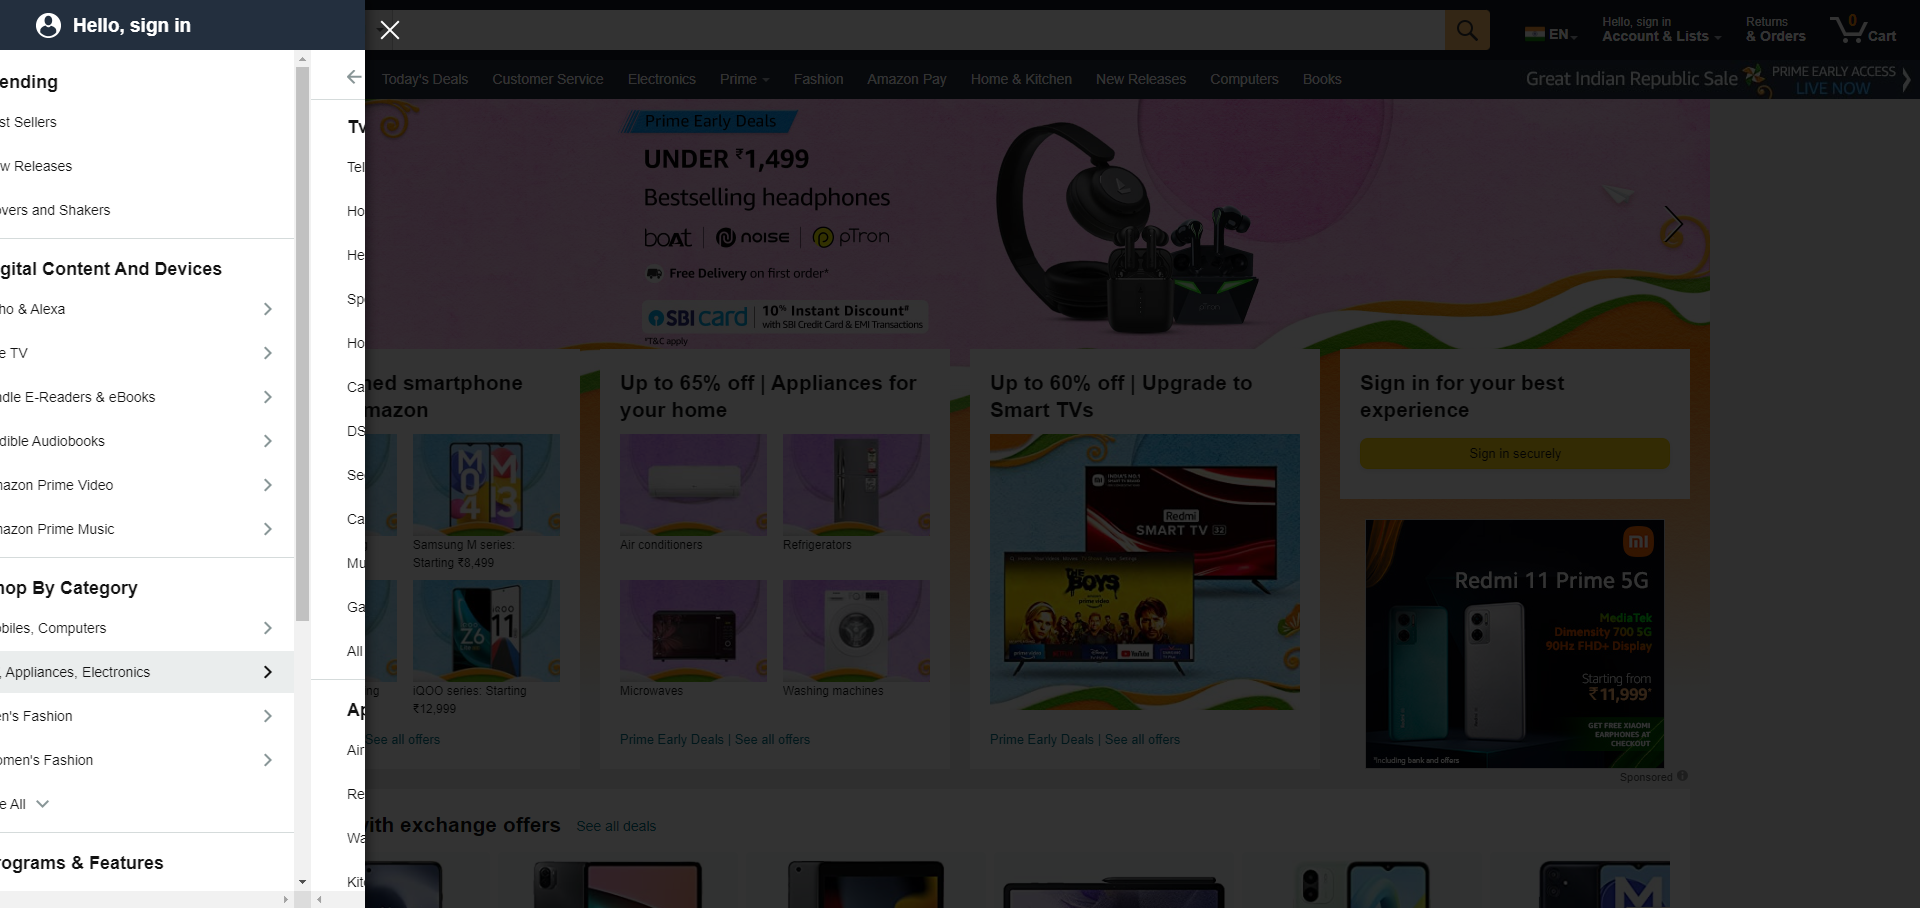 Hello, sign in
ending
st Sellers
w Releases
vers and Shakers
gital Content And Devices
ho & Alexa
e TV
dle E-Readers & eBooks
dible Audiobooks
mazon Prime Video
mazon Prime Music
hop By Category
biles, Computers
, Appliances, Electronics
n's Fashion
omen's Fashion
e All
ograms & Features
Tv
Tel
Ho
He
Sp
Ho
Ca
DS
Se
Ca
Mu
Ga
All
Ap
Air
Re
Wa
Kit
EN
Hello, sign in
Account & Lists
Returns
& Orders
0
Cart
Today's Deals Customer Service Electronics Prime Fashion Amazon Pay Home & Kitchen New Releases Computers Books
Great Indian Republic Sale
PRIME EARLY ACCESS
LIVE NOW
Prime Early Deals
UNDER ₹1,499
Bestselling headphones
boAt noise pTron
Free Delivery on first order*
SBI card
10% Instant Discount#
with SBI Credit Card & EMI Transactions
*T&C apply
ned smartphone
mazon
Samsung M series:
Starting ₹8,499
ng
iQOO series: Starting
₹12,999
See all offers
Up to 65% off | Appliances for
your home
Air conditioners
Refrigerators
Microwaves
Washing machines
Prime Early Deals | See all offers
Up to 60% off | Upgrade to
Smart TVs
Redmi
SMART TV 32
THE BOYS
prime video
YouTube
Prime Early Deals | See all offers
Sign in for your best
experience
Sign in securely
mi
Redmi 11 Prime 5G
MediaTek
Dimensity 700 5G
90Hz FHD+ Display
Starting from
₹11,999*
GET FREE XIAOMI
EARPHONES AT
CHECKOUT
*Including bank and offers
Sponsored
ith exchange offers
See all deals